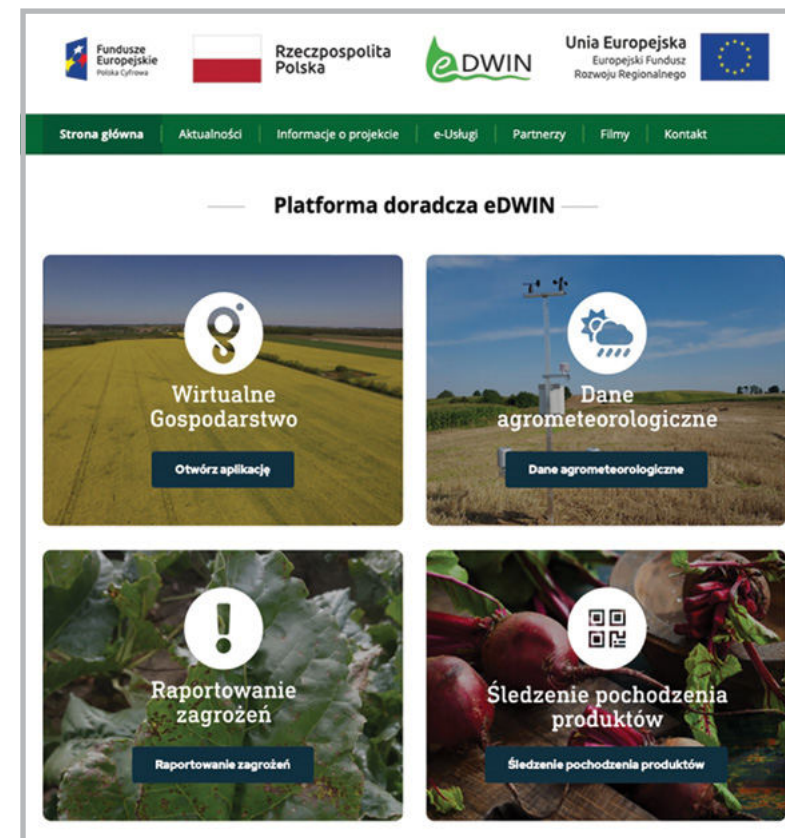 Fundusze
Europejskie
Polska Cyfrowa
Rzeczpospolita
Polska
eDWIN
Unia Europejska
Europejski Fundusz
Rozwoju Regionalnego
Strona główna
Aktualności
Informacje o projekcie
e-Usługi
Partnerzy
Filmy
Kontakt
Platforma doradcza eDWIN
Wirtualne
Gospodarstwo
Otwórz aplikację
Dane
agrometeorologiczne
Dane agrometeorologiczne
Raportowanie
zagrożeń
Raportowanie zagrożeń
Śledzenie pochodzenia
produktów
Śledzenie pochodzenia produktów